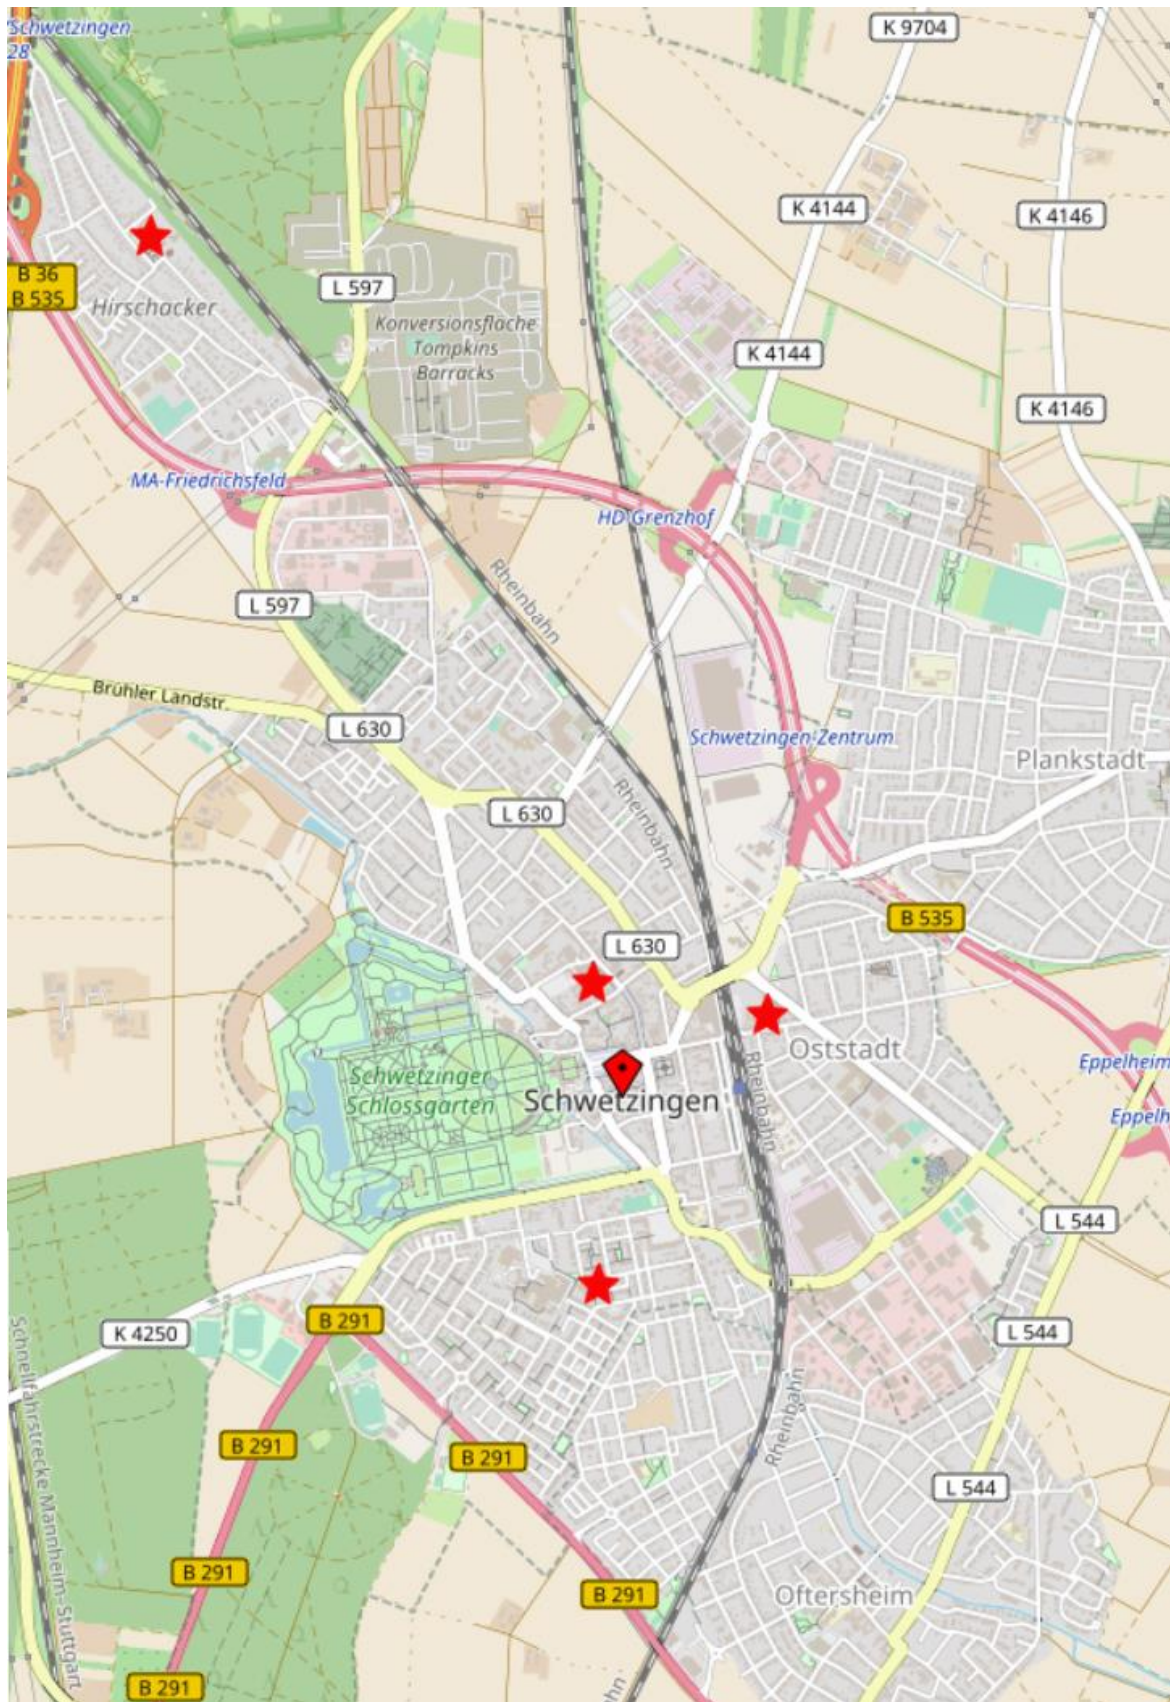 Schwetzingen
28
K 9704
K 4144
K 4146
B 36
B 535
L 597
Hirschacker
Konversionsfläche
Tompkins
Barracks
K 4144
K 4146
MA-Friedrichsfeld
HD-Grenzhof
Rheinbahn
L 597
Brühler Landstr.
L 630
Schwetzingen-Zentrum
Plankstadt
L 630
Rheinbahn
B 535
L 630
Oststadt
Eppelheim
Schwetzinger
Schlossgarten
Schwetzingen
Rheinbahn
Eppelh
L 544
B 291
K 4250
L 544
Schnellfahrstrecke Mannheim-Stuttgart
Rheinbahn
B 291
B 291
L 544
B 291
B 291
Oftersheim
B 291
hn